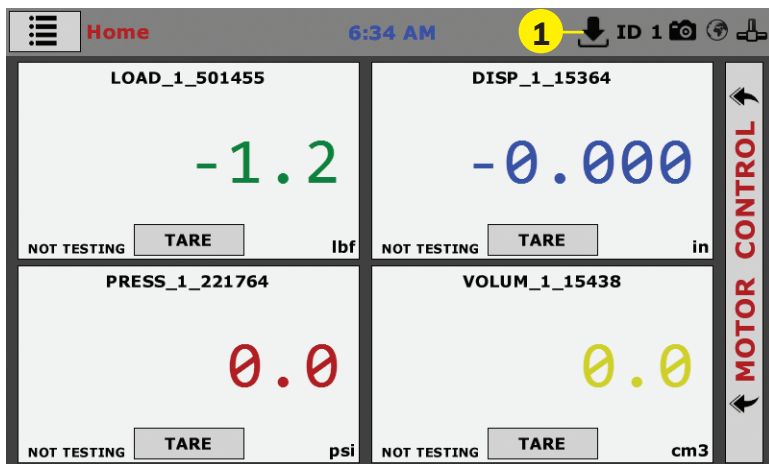 Home
6:34 AM
1
ID 1
LOAD_1_501455
-1.2
NOT TESTING
TARE
lbf
DISP_1_15364
-0.000
NOT TESTING
TARE
in
PRESS_1_221764
0.0
NOT TESTING
TARE
psi
VOLUM_1_15438
0.0
NOT TESTING
TARE
cm3
MOTOR CONTROL